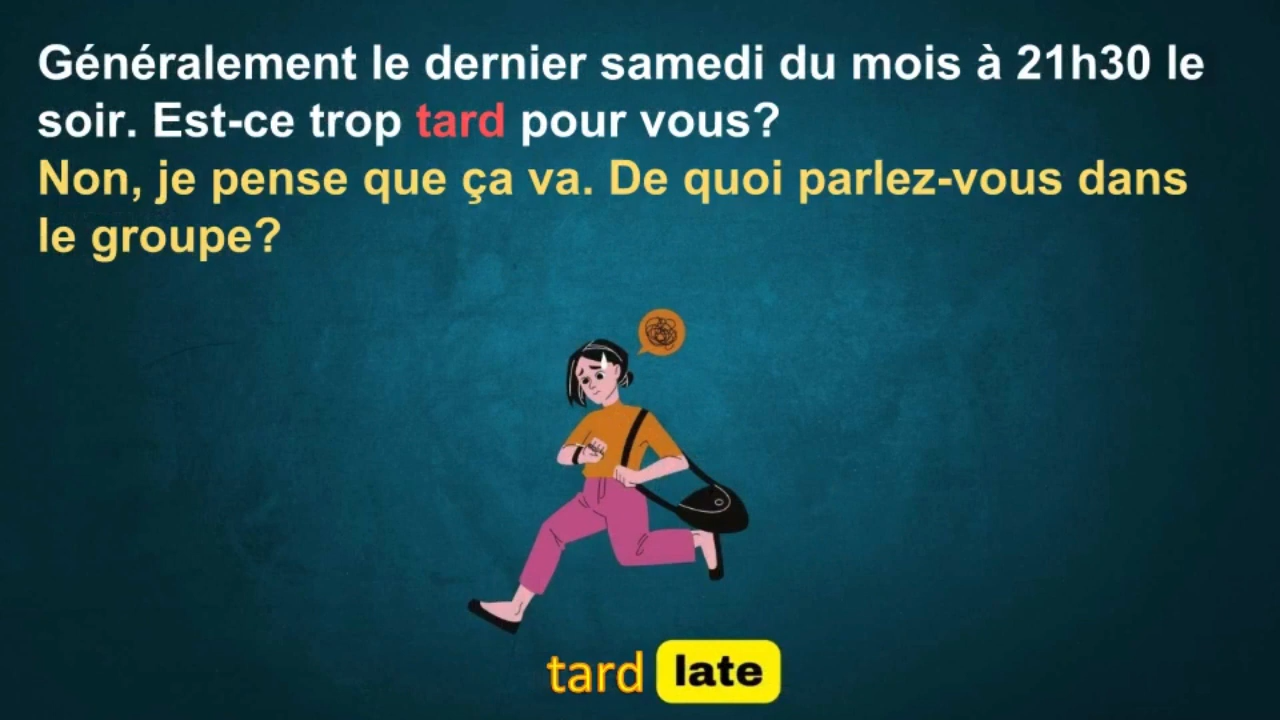 Généralement le dernier samedi du mois à 21h30 le
soir. Est-ce trop tard pour vous?
Non, je pense que ça va. De quoi parlez-vous dans
le groupe?
tard late